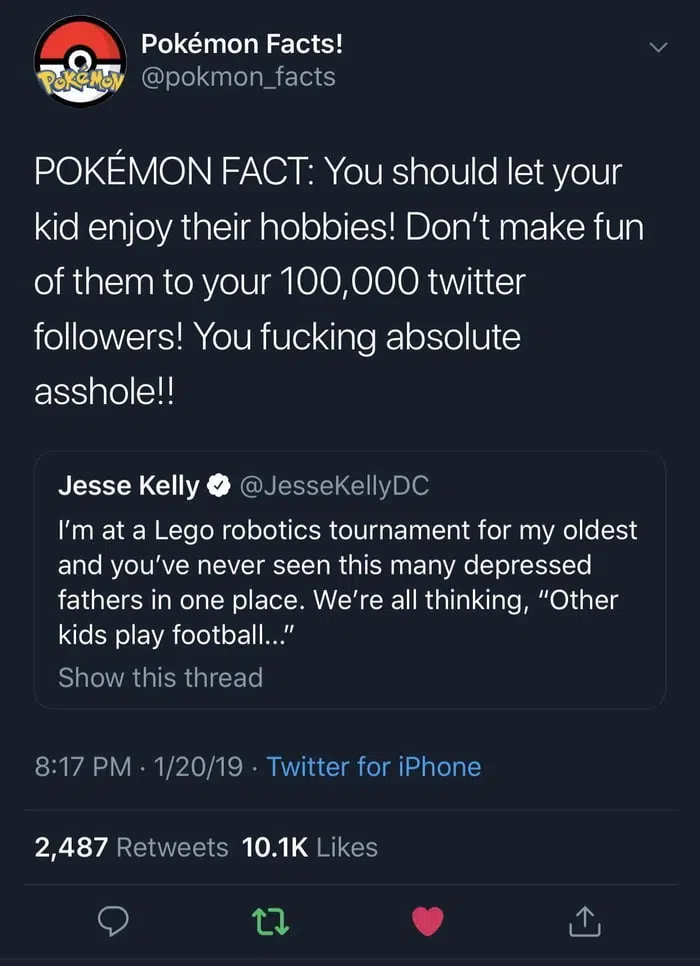 Pokémon Facts!
POKÉMON
@pokmon_facts
POKÉMON FACT: You should let your
kid enjoy their hobbies! Don’t make fun
of them to your 100,000 twitter
followers! You fucking absolute
asshole!!
Jesse Kelly @JesseKellyDC
I’m at a Lego robotics tournament for my oldest
and you’ve never seen this many depressed
fathers in one place. We’re all thinking, “Other
kids play football...”
Show this thread
8:17 PM · 1/20/19 · Twitter for iPhone
2,487 Retweets 10.1K Likes